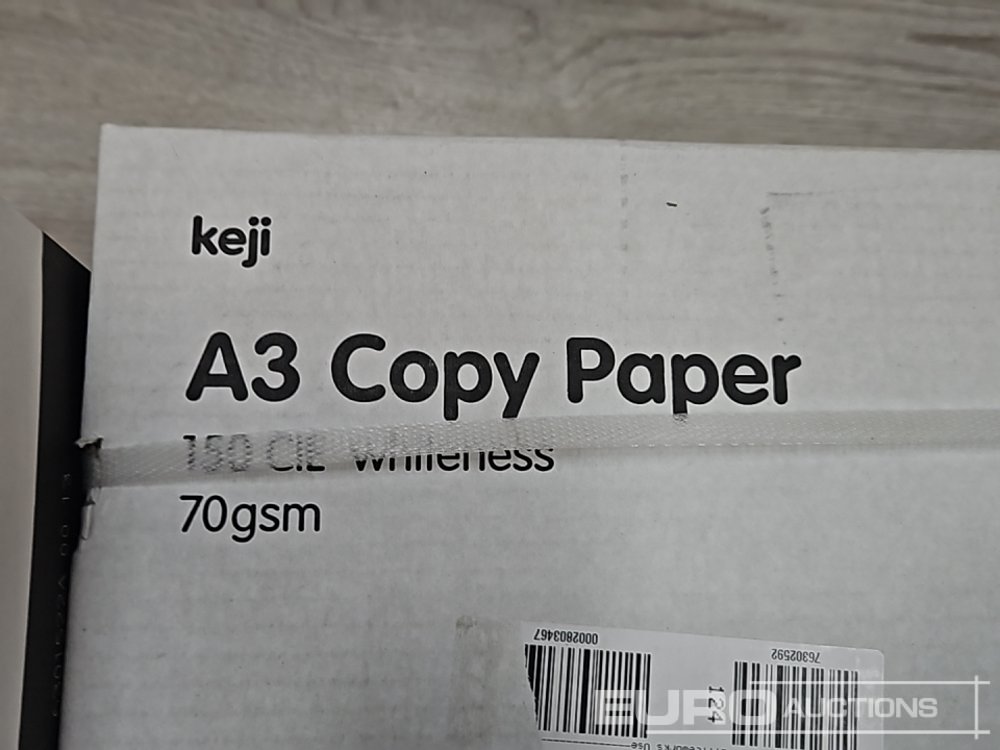 keji
A3 Copy Paper
150 CIE Whiteness
70gsm
0002803467
76302592
124
EURO AUCTIONS